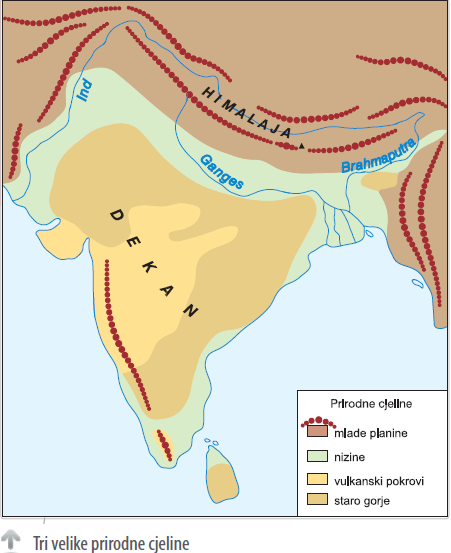 Ind
HIMALAJA
Ganges
Brahmaputra
DEKAN
Prirodne cjeline
mlade planine
nizine
vulkanski pokrovi
staro gorje
Tri velike prirodne cjeline